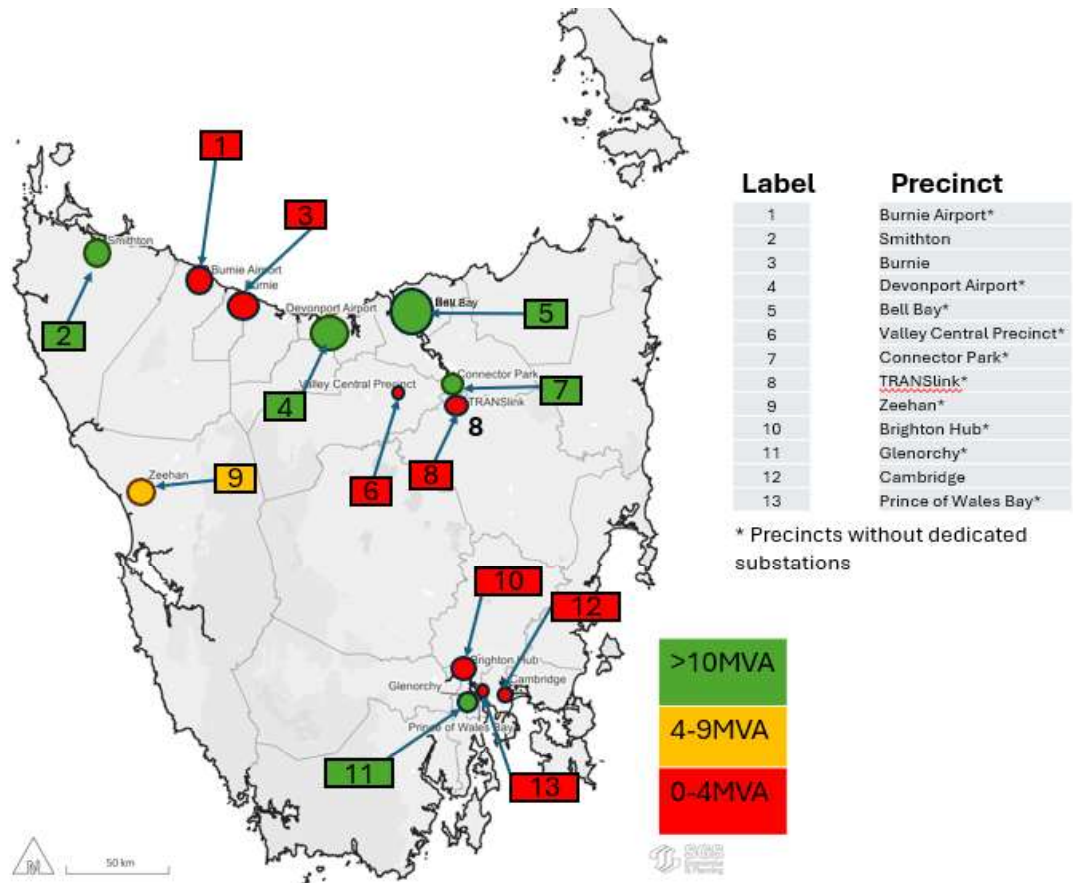 1
3
Smithton
Burnie Airport
Burnie
2
Devonport Airport
Bell Bay
5
4
Valley Central Precinct
Connector Park
7
TRANSlink
8
6
8
Zeehan
9
10
12
Brighton Hub
Glenorchy
Cambridge
Prince of Wales Bay
11
13
N
50 km
SGS
Economics
& Planning
Label Precinct
1 Burnie Airport*
2 Smithton
3 Burnie
4 Devonport Airport*
5 Bell Bay*
6 Valley Central Precinct*
7 Connector Park*
8 TRANSlink*
9 Zeehan*
10 Brighton Hub*
11 Glenorchy*
12 Cambridge
13 Prince of Wales Bay*
* Precincts without dedicated
substations
>10MVA
4-9MVA
0-4MVA